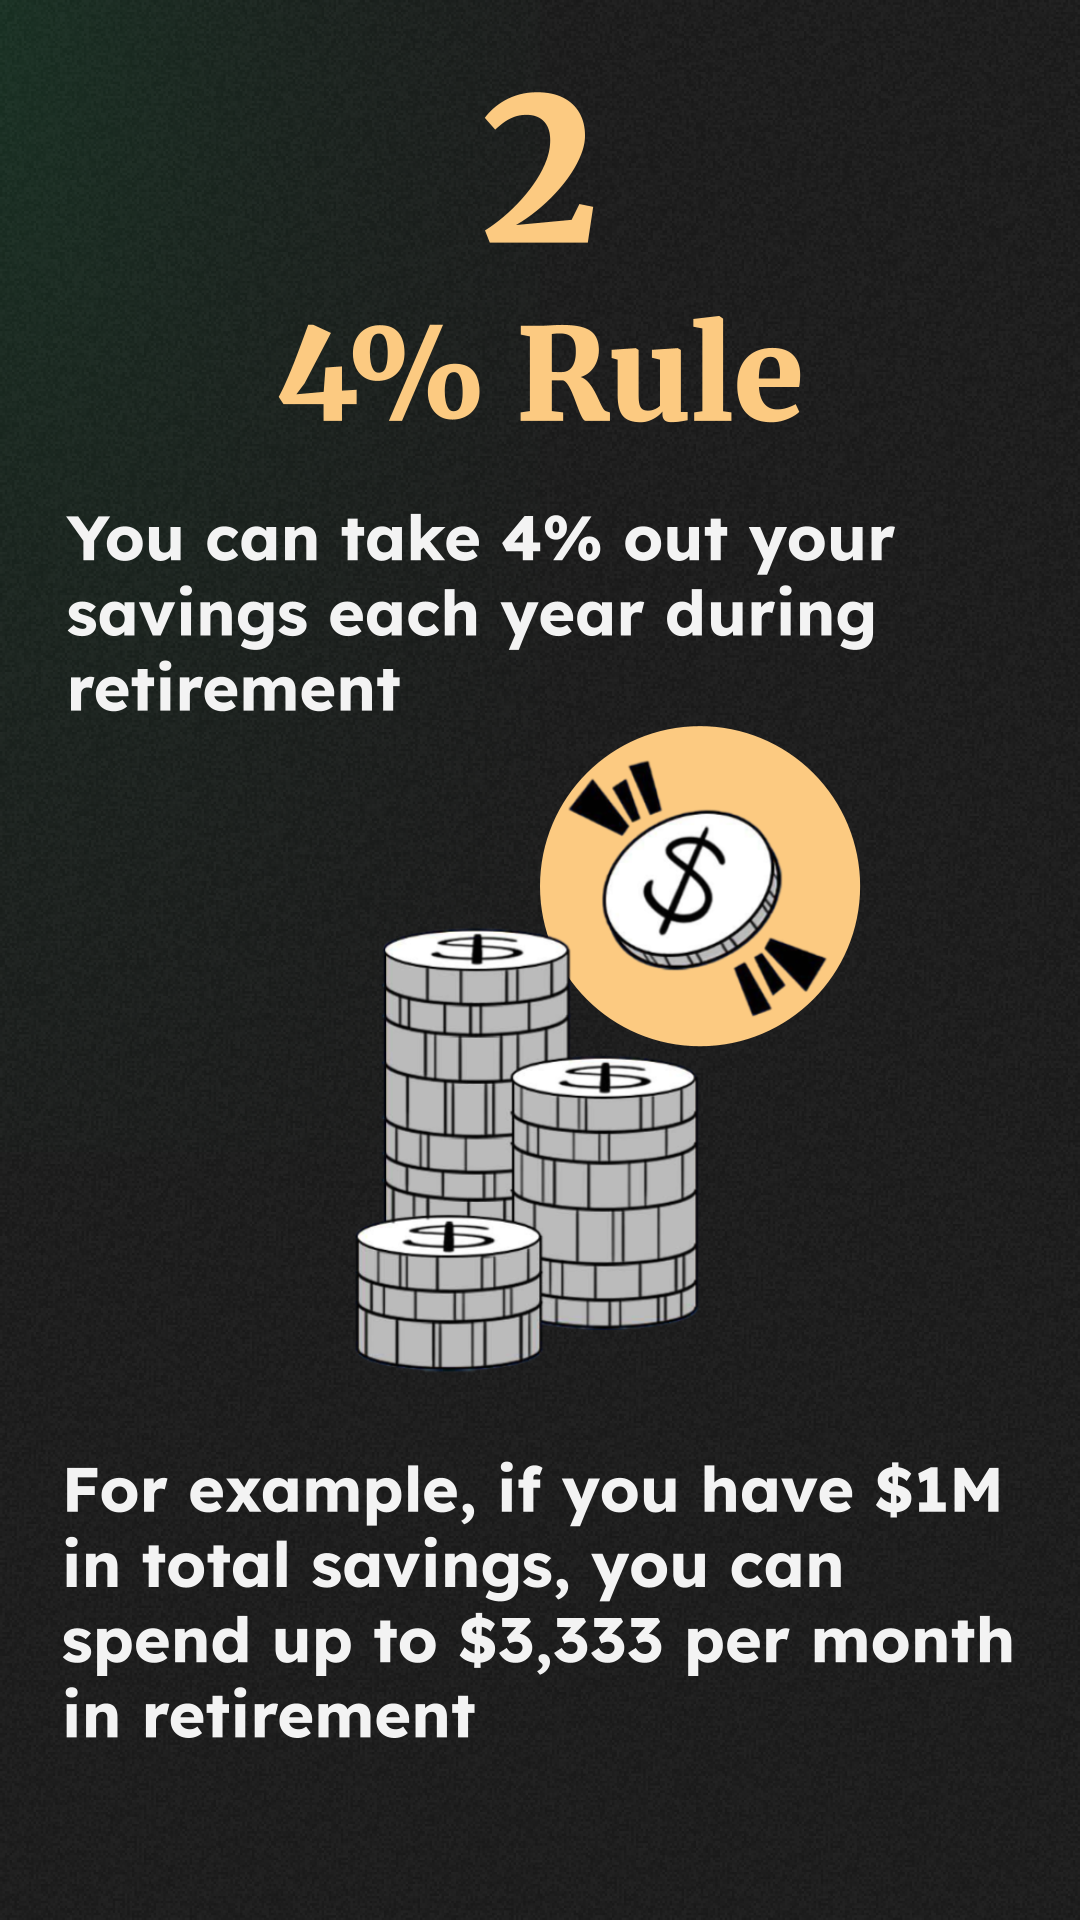 2
4% Rule
You can take 4% out your
savings each year during
retirement
$
$
$
$
For example, if you have $1M
in total savings, you can
spend up to $3,333 per month
in retirement